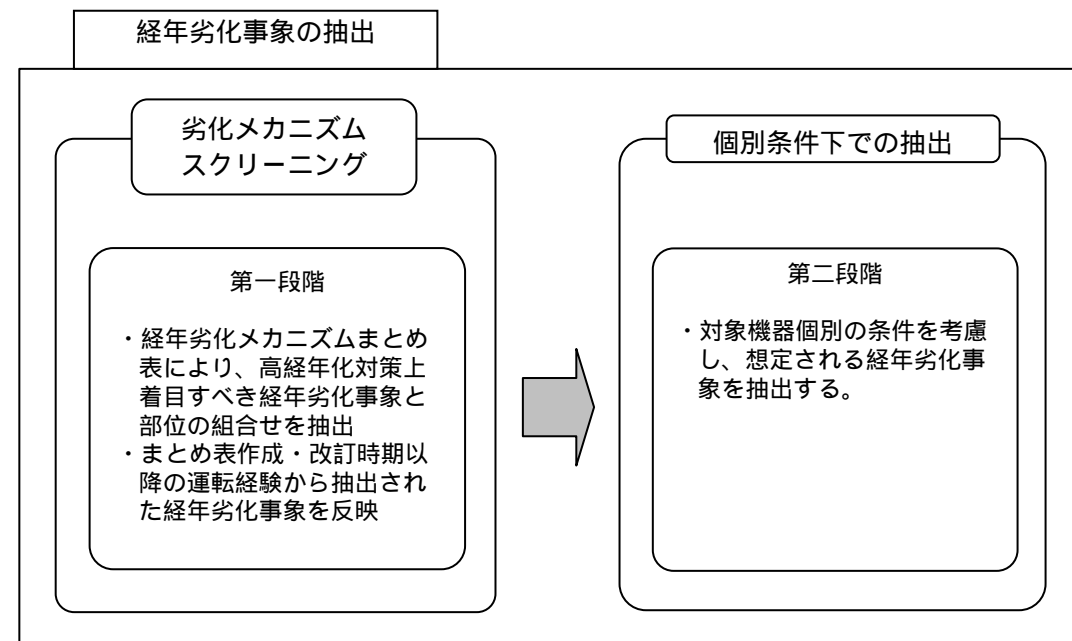 経年劣化事象の抽出
劣化メカニズム
スクリーニング
第一段階
・経年劣化メカニズムまとめ
表により、高経年化対策上
着目すべき経年劣化事象と
部位の組合せを抽出
・まとめ表作成・改訂時期以
降の運転経験から抽出され
た経年劣化事象を反映
個別条件下での抽出
第二段階
・対象機器個別の条件を考慮
し、想定される経年劣化事
象を抽出する。